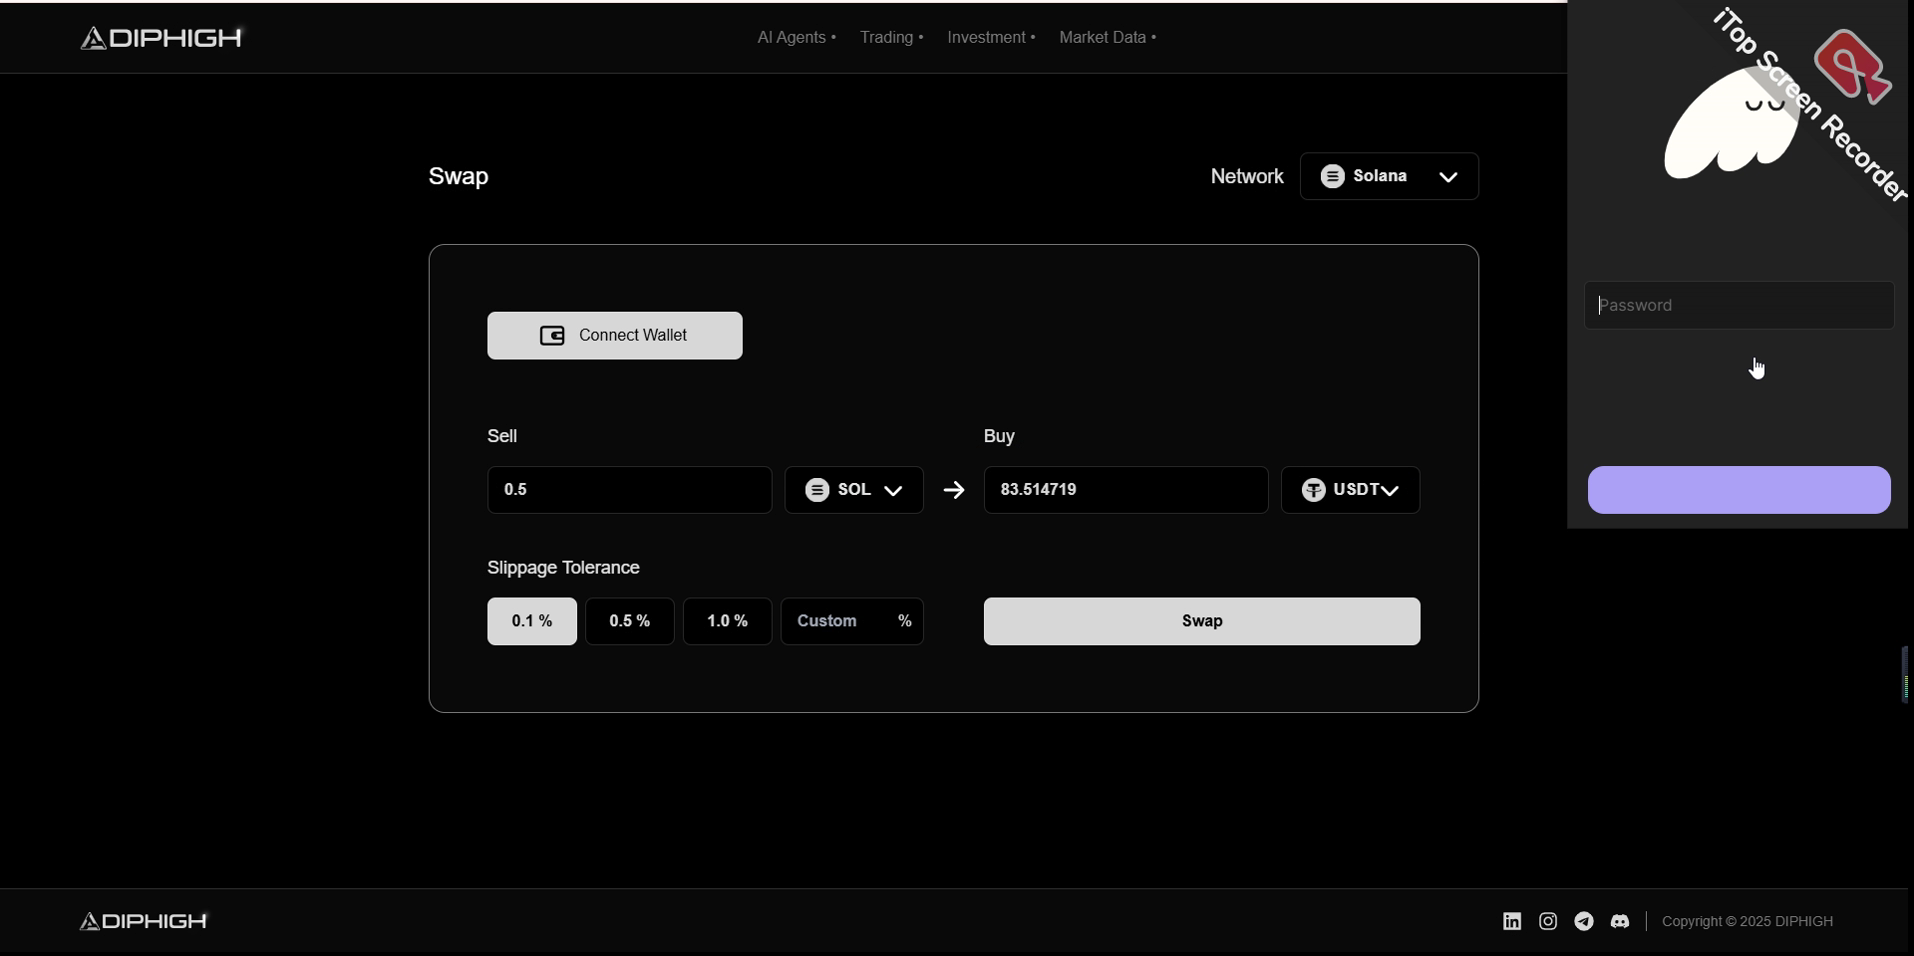 DIPHIGH
AI Agents •
Trading •
Investment •
Market Data •
iTop Screen Recorder
Swap
Network
Solana
Password
Connect Wallet
Sell
Buy
0.5
SOL
83.514719
USDT
Slippage Tolerance
0.1 %
0.5 %
1.0 %
Custom %
Swap
DIPHIGH
Copyright © 2025 DIPHIGH